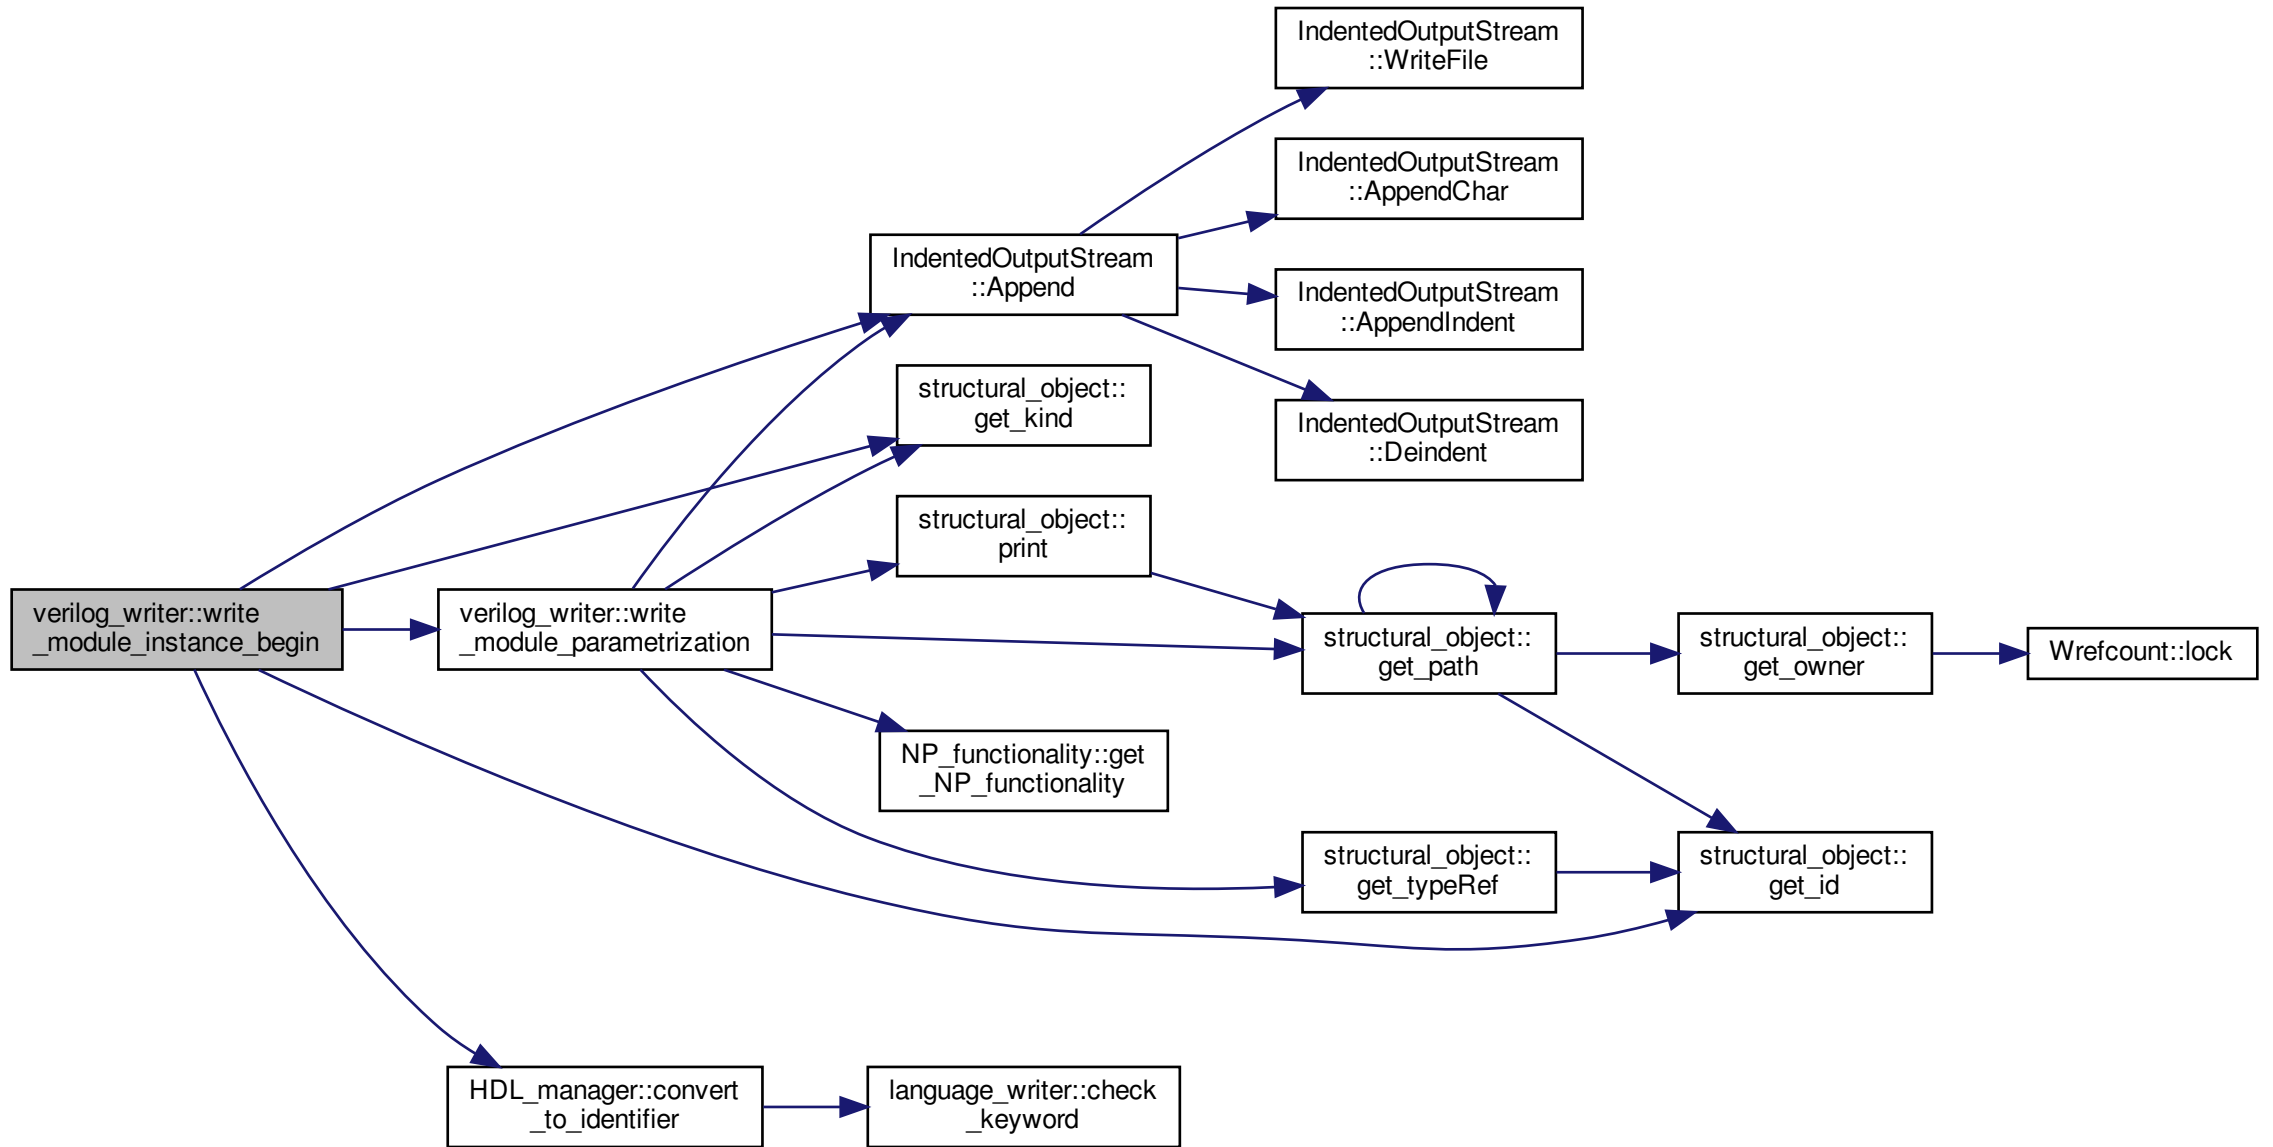 IndentedOutputStream
::WriteFile
IndentedOutputStream
::AppendChar
IndentedOutputStream
::Append
IndentedOutputStream
::AppendIndent
structural_object::
get_kind
IndentedOutputStream
::Deindent
structural_object::
print
verilog_writer::write
_module_instance_begin
verilog_writer::write
_module_parametrization
structural_object::
get_path
structural_object::
get_owner
Wrefcount::lock
NP_functionality::get
_NP_functionality
structural_object::
get_typeRef
structural_object::
get_id
HDL_manager::convert
_to_identifier
language_writer::check
_keyword